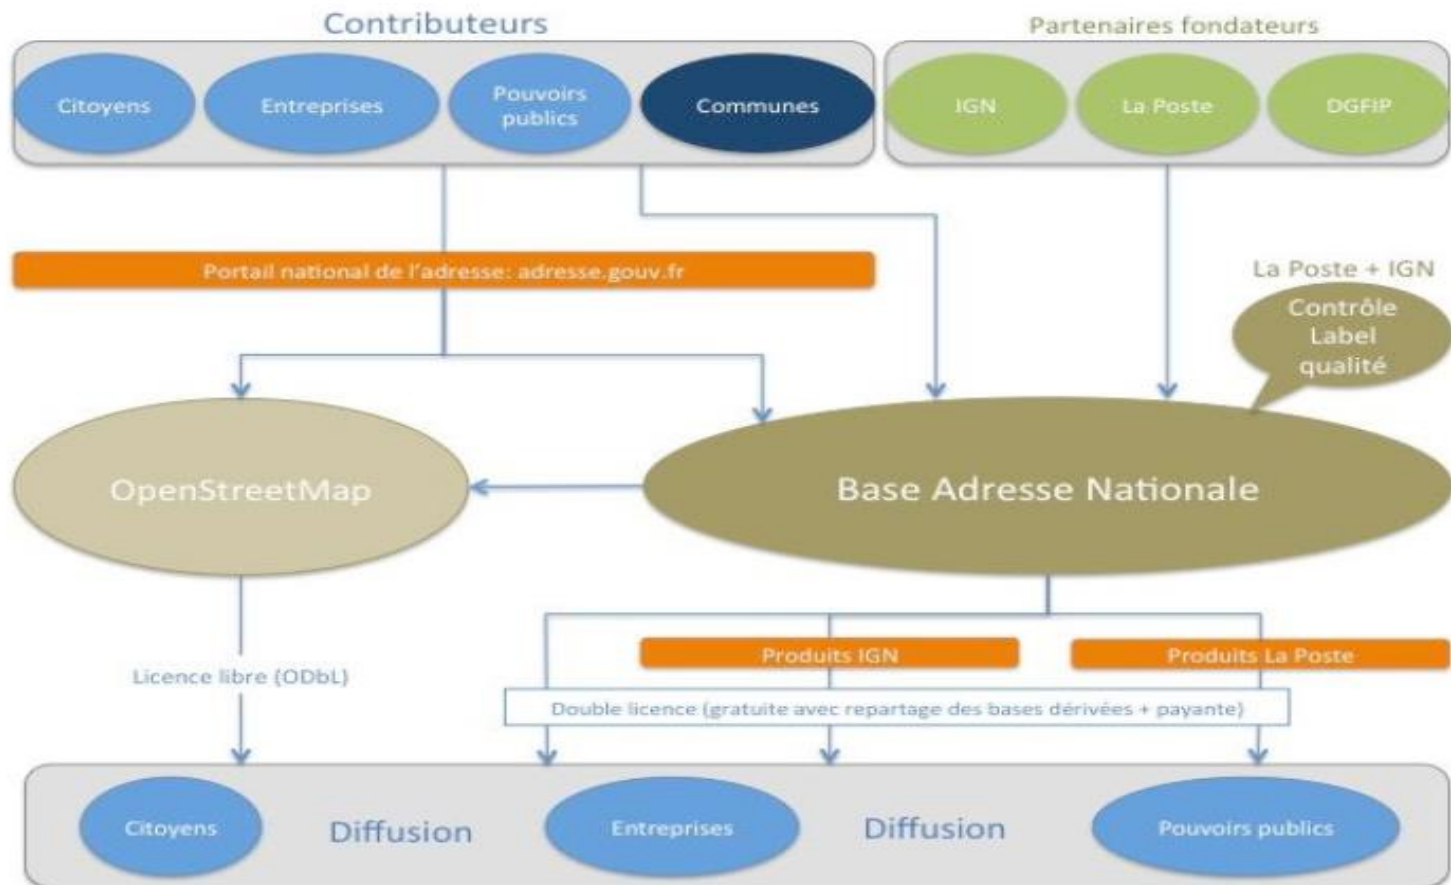 Contributeurs
Partenaires fondateurs
Citoyens
Entreprises
Pouvoirs
publics
Communes
IGN
La Poste
DGFIP
Portail national de l'adresse: adresse.gouv.fr
La Poste + IGN
Contrôle
Label
qualité
OpenStreetMap
Base Adresse Nationale
Produits IGN
Produits La Poste
Licence libre (ODbL)
Double licence (gratuite avec repartage des bases dérivées + payante)
Citoyens
Diffusion
Entreprises
Diffusion
Pouvoirs publics